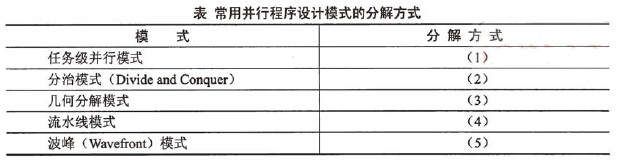 表 常用并行程序设计模式的分解方式
模 式 分 解 方 式
任务级并行模式 (1)
分治模式(Divide and Conquer) (2)
几何分解模式 (3)
流水线模式 (4)
波峰(Wavefront)模式 (5)